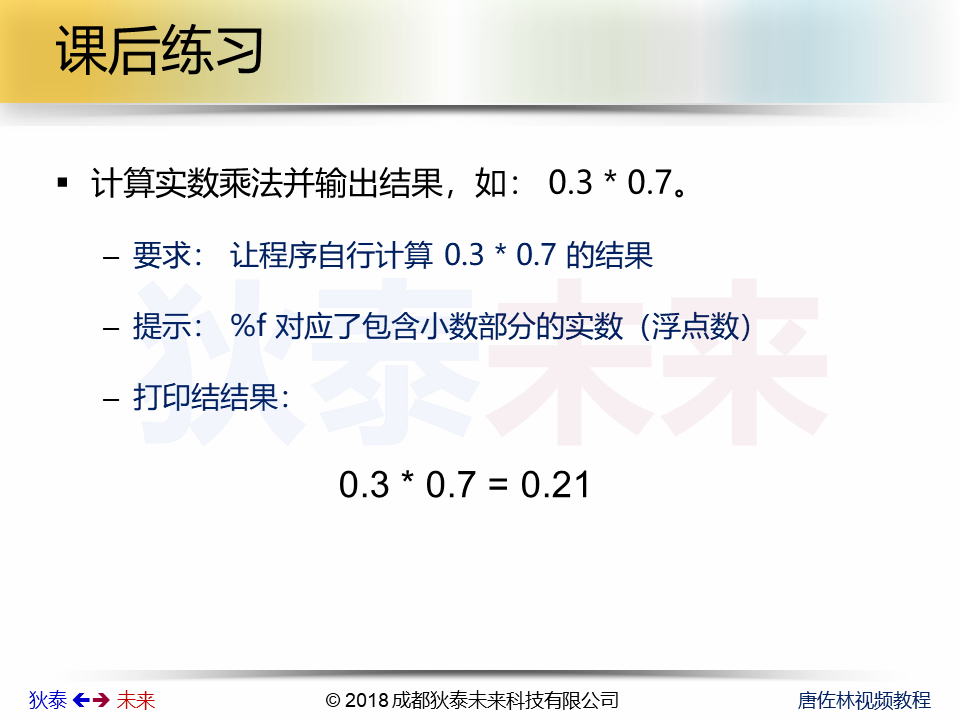 课后练习
▪ 计算实数乘法并输出结果，如： 0.3 * 0.7。
– 要求： 让程序自行计算 0.3 * 0.7 的结果
– 提示： %f 对应了包含小数部分的实数（浮点数）
– 打印结结果：
狄泰未来
0.3 * 0.7 = 0.21
狄泰 🡸🡺 未来
© 2018 成都狄泰未来科技有限公司
唐佐林视频教程